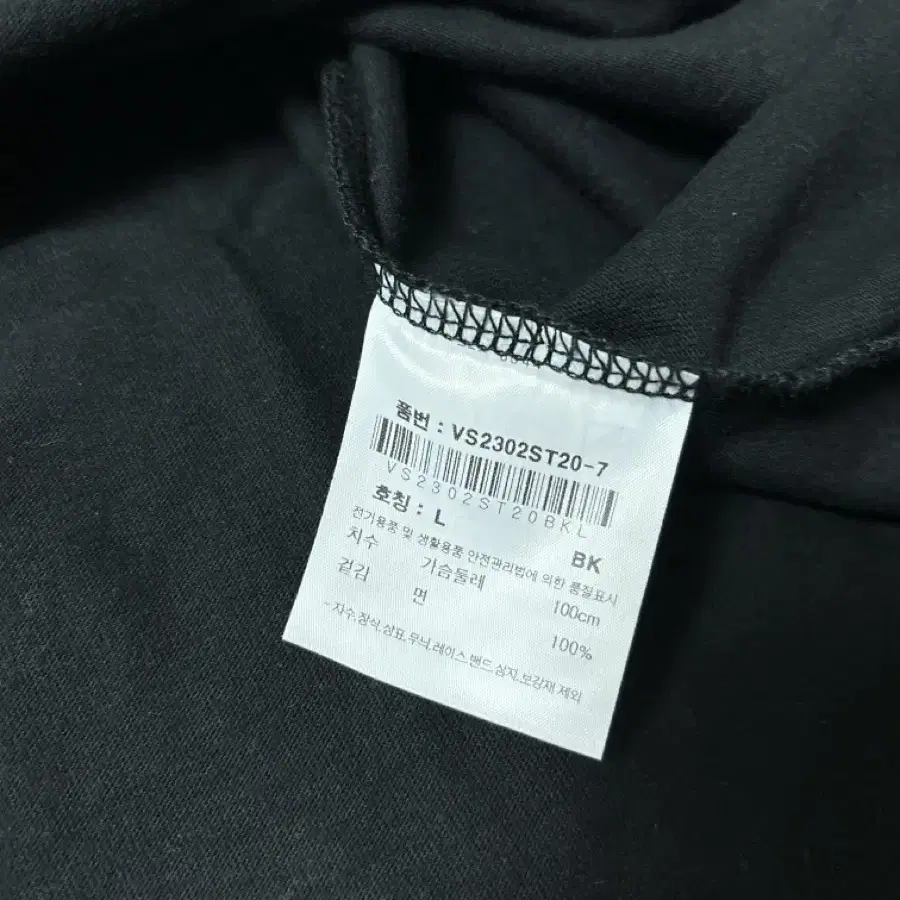 품번 : VS2302ST20-7
VS2302ST20BKL
호칭 : L BK
전기용품 및 생활용품 안전관리법에 의한 품질표시
치수 가슴둘레 100cm
겉감 면 100%
~자수,장식,상표,무늬,레이스밴드,심지,보강재 제외